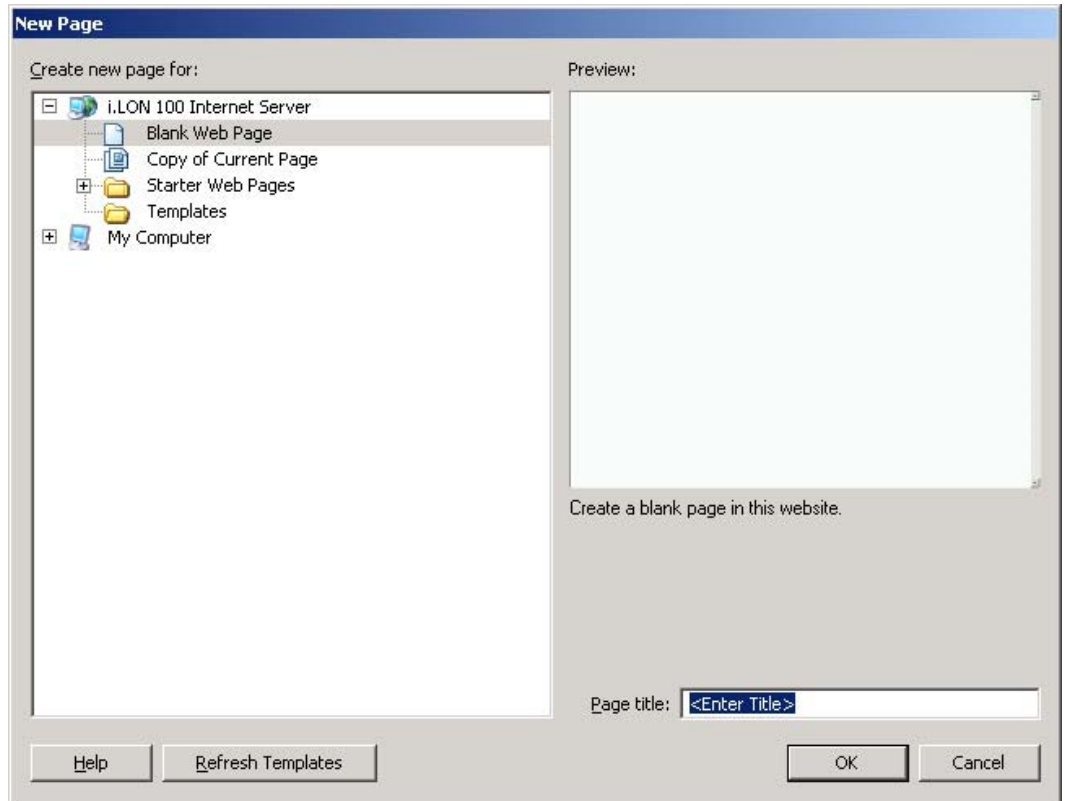 New Page
Create new page for:
i.LON 100 Internet Server
Blank Web Page
Copy of Current Page
Starter Web Pages
Templates
My Computer
Preview:
Create a blank page in this website.
Page title: <Enter Title>
Help
Refresh Templates
OK
Cancel